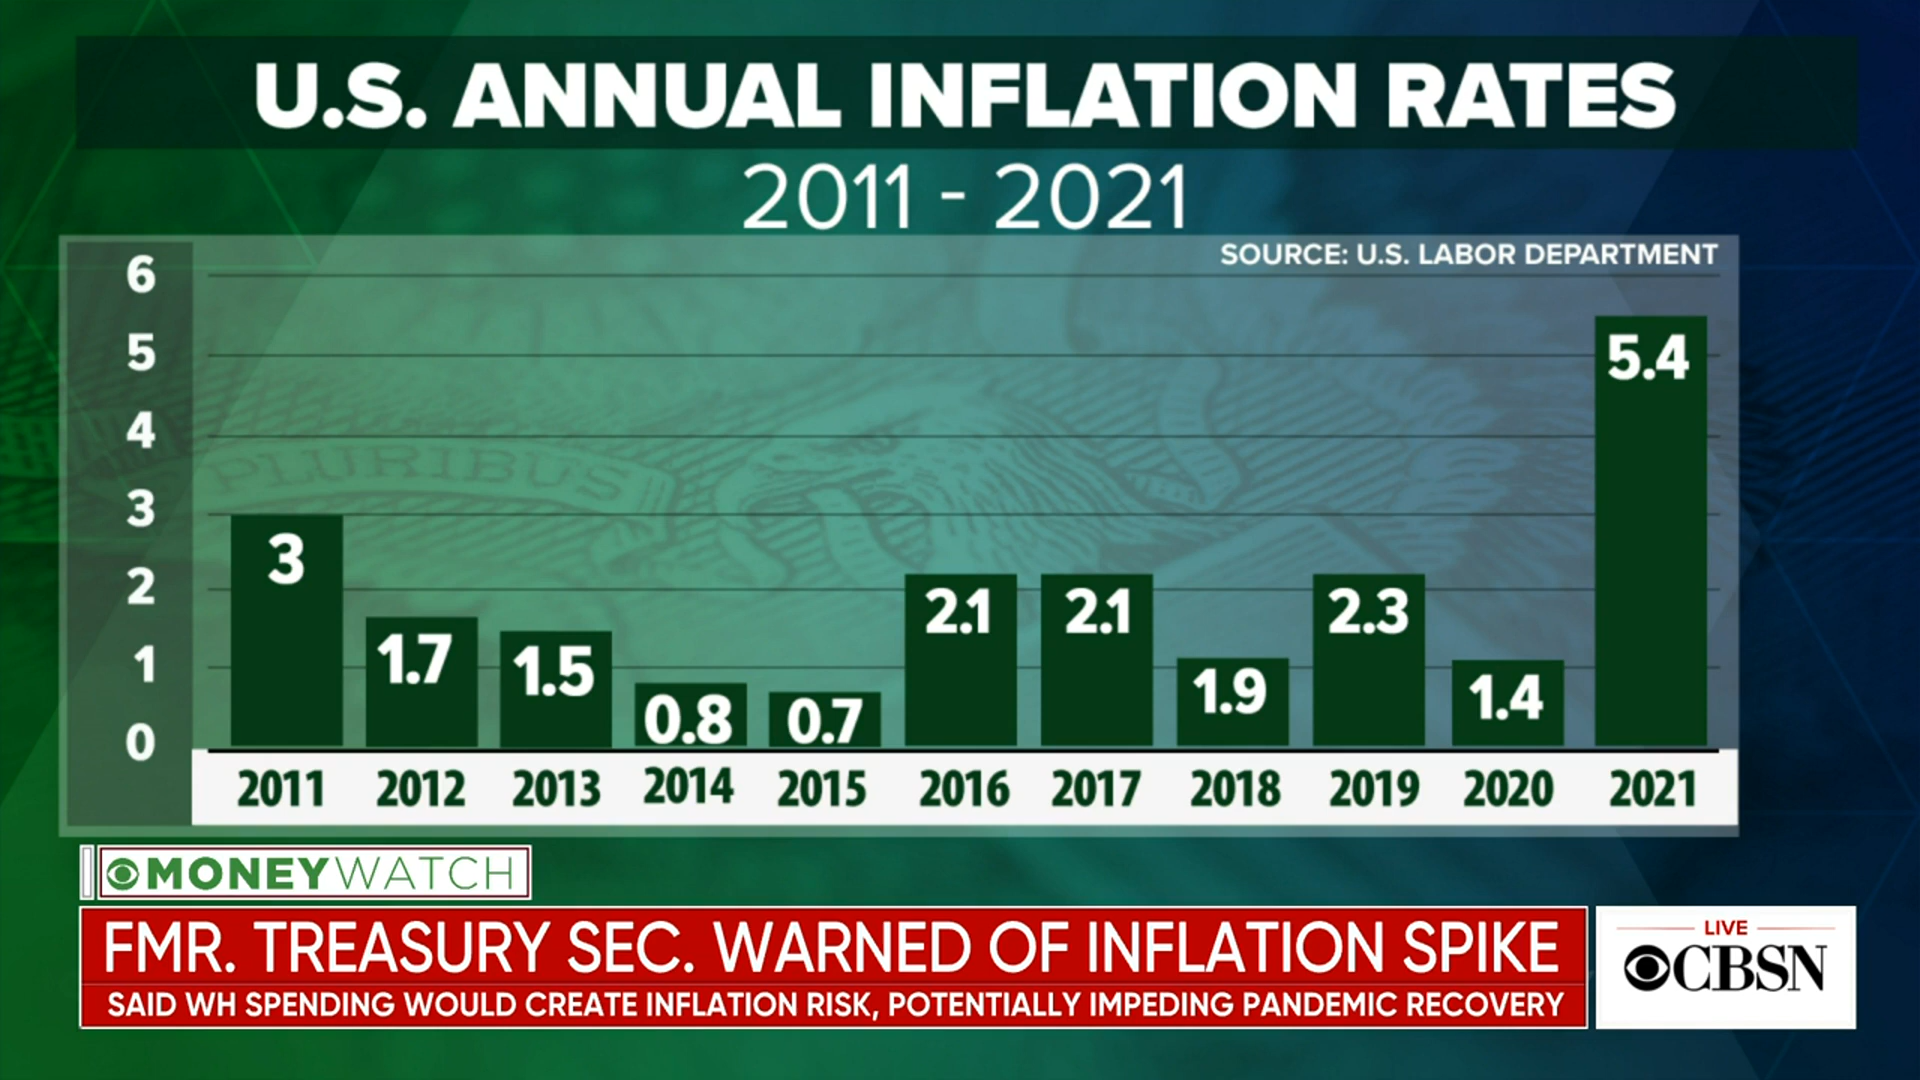 U.S. ANNUAL INFLATION RATES
2011 - 2021
SOURCE: U.S. LABOR DEPARTMENT
6
5
4
3
2
1
0
PLURIBUS
3
1.7
1.5
0.8
0.7
2.1
2.1
1.9
2.3
1.4
5.4
2011 2012 2013 2014 2015 2016 2017 2018 2019 2020 2021
MONEYWATCH
FMR. TREASURY SEC. WARNED OF INFLATION SPIKE
SAID WH SPENDING WOULD CREATE INFLATION RISK, POTENTIALLY IMPEDING PANDEMIC RECOVERY
LIVE
CBSN